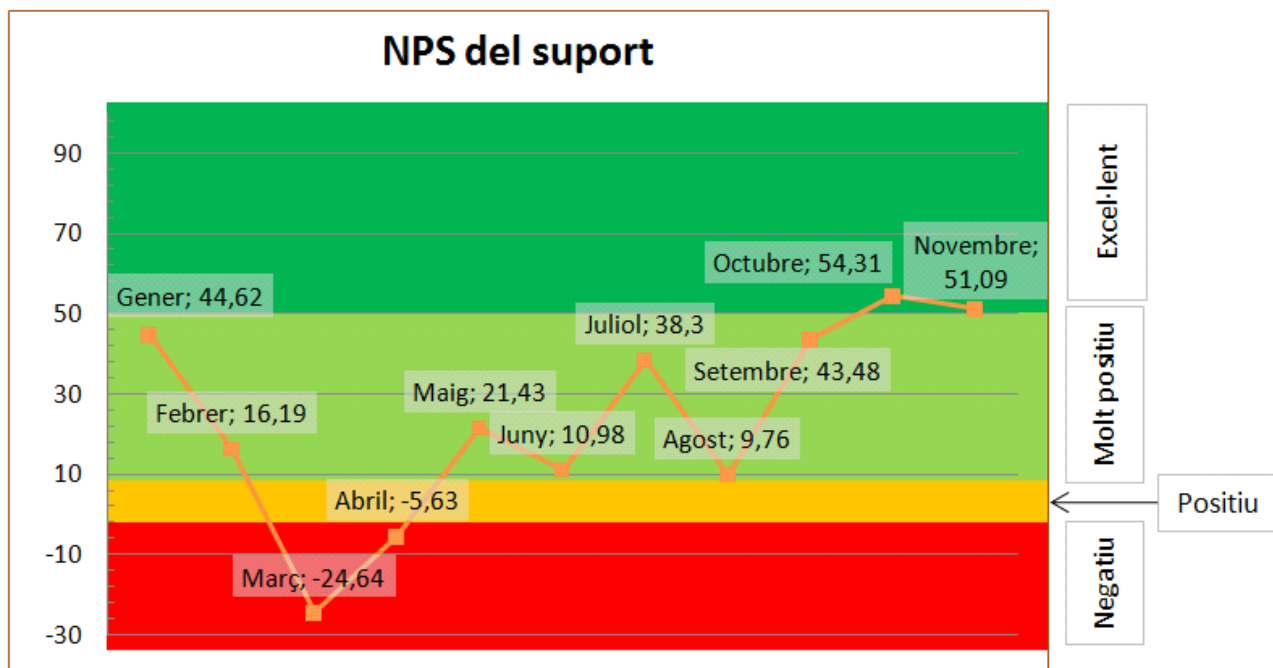 NPS del suport
90
70
50
30
10
-10
-30
Gener; 44,62
Febrer; 16,19
Març; -24,64
Abril; -5,63
Maig; 21,43
Juny; 10,98
Juliol; 38,3
Agost; 9,76
Setembre; 43,48
Octubre; 54,31
Novembre;
51,09
Excel·lent
Molt positiu
Positiu
Negatiu